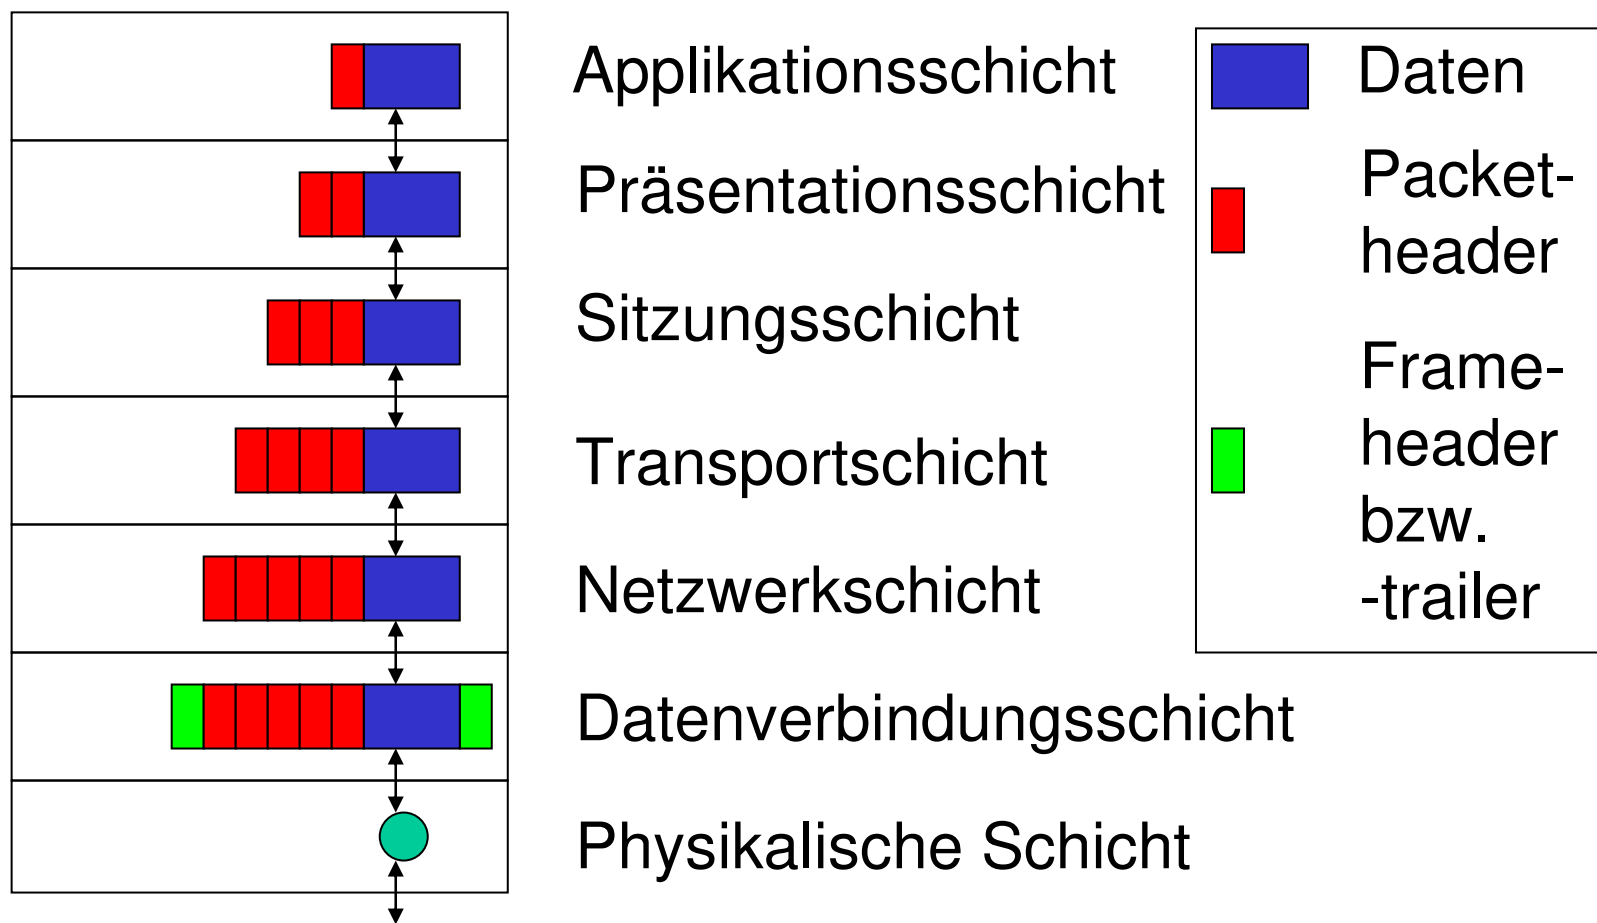 Applikationsschicht
Präsentationsschicht
Sitzungsschicht
Transportschicht
Netzwerkschicht
Datenverbindungsschicht
Physikalische Schicht
Daten
Packet-
header
Frame-
header
bzw.
-trailer